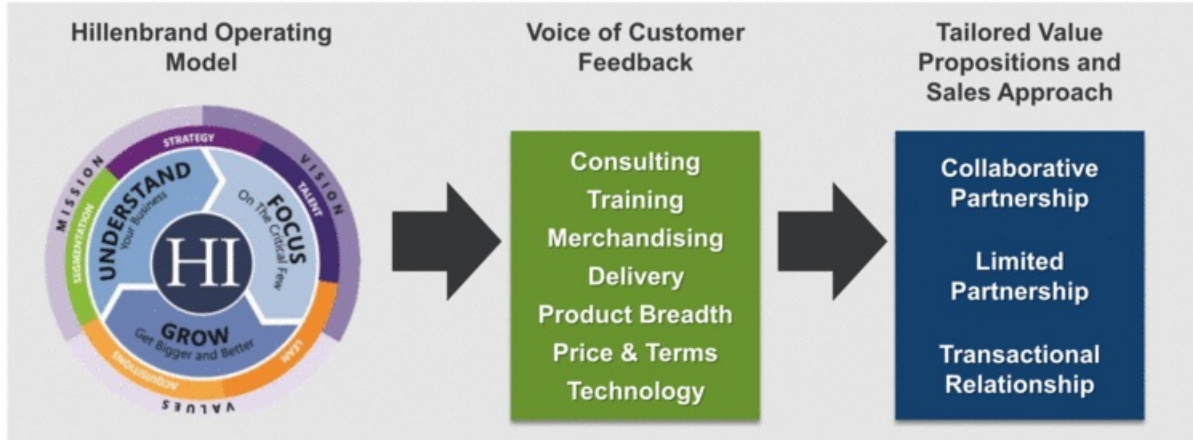 Hillenbrand Operating
Model
MISSION
VISION
VALUES
STRATEGY
TALENT
LEAN
ACQUISITIONS
SEGMENTATION
UNDERSTAND
Your Business
FOCUS
On The Critical Few
GROW
Get Bigger and Better
HI
Voice of Customer
Feedback
Consulting
Training
Merchandising
Delivery
Product Breadth
Price & Terms
Technology
Tailored Value
Propositions and
Sales Approach
Collaborative
Partnership
Limited
Partnership
Transactional
Relationship